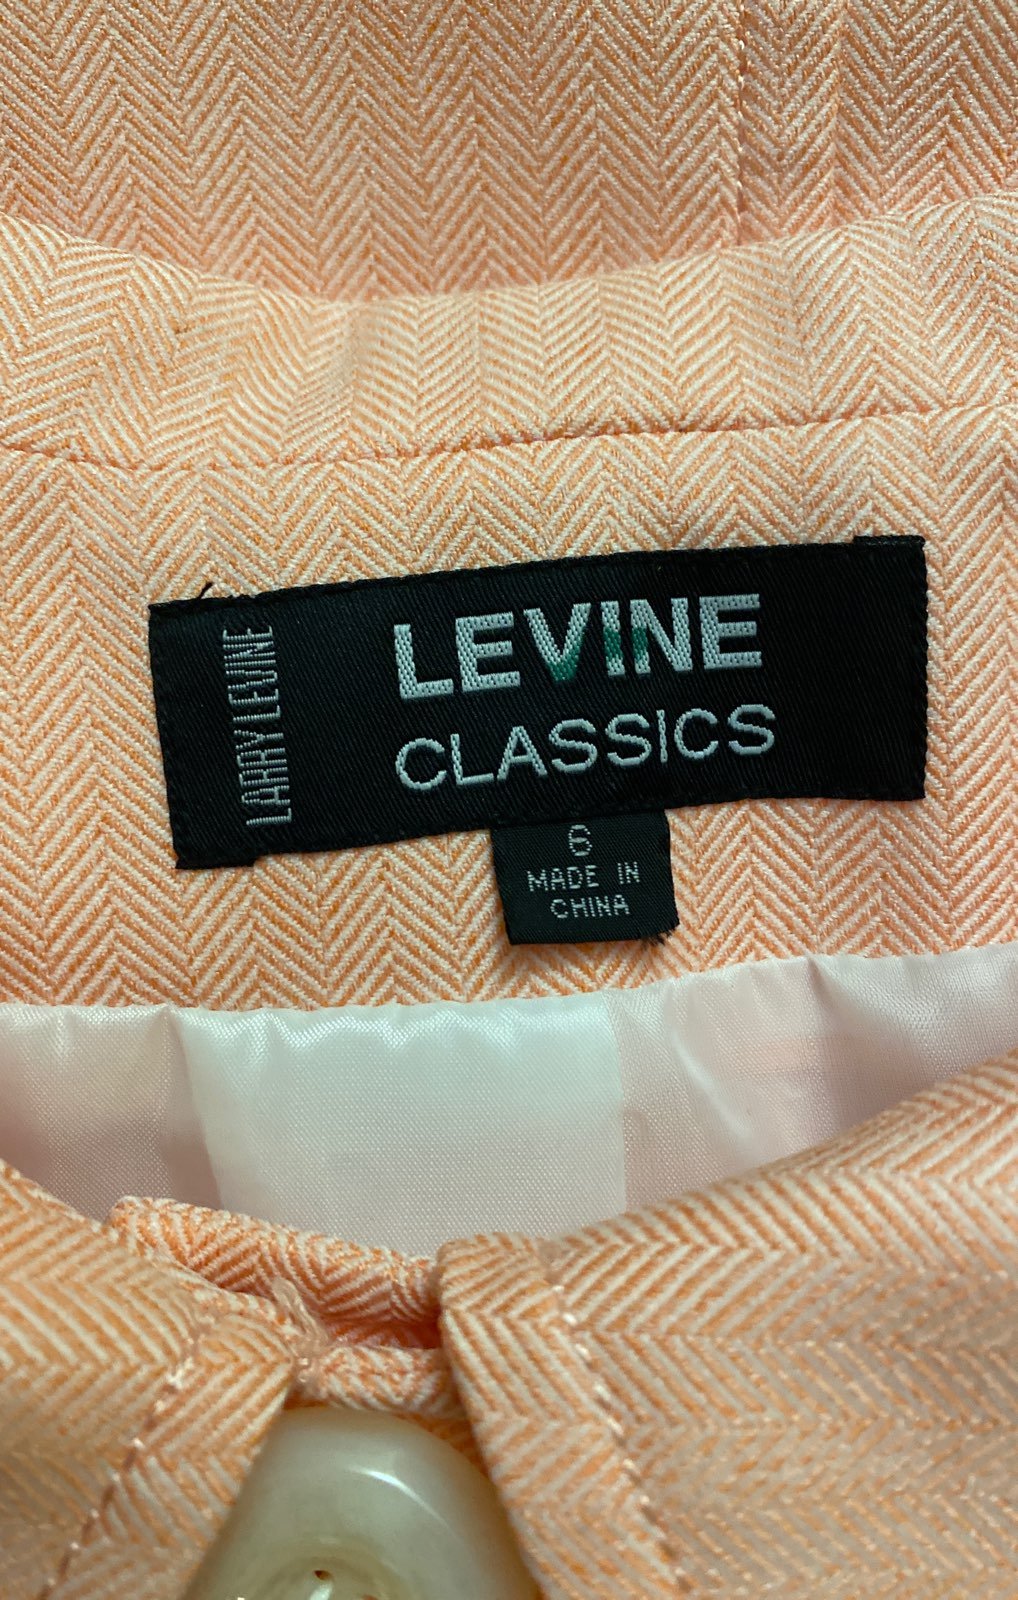 LARRY LEVINE
LEVINE
CLASSICS
6
MADE IN
CHINA